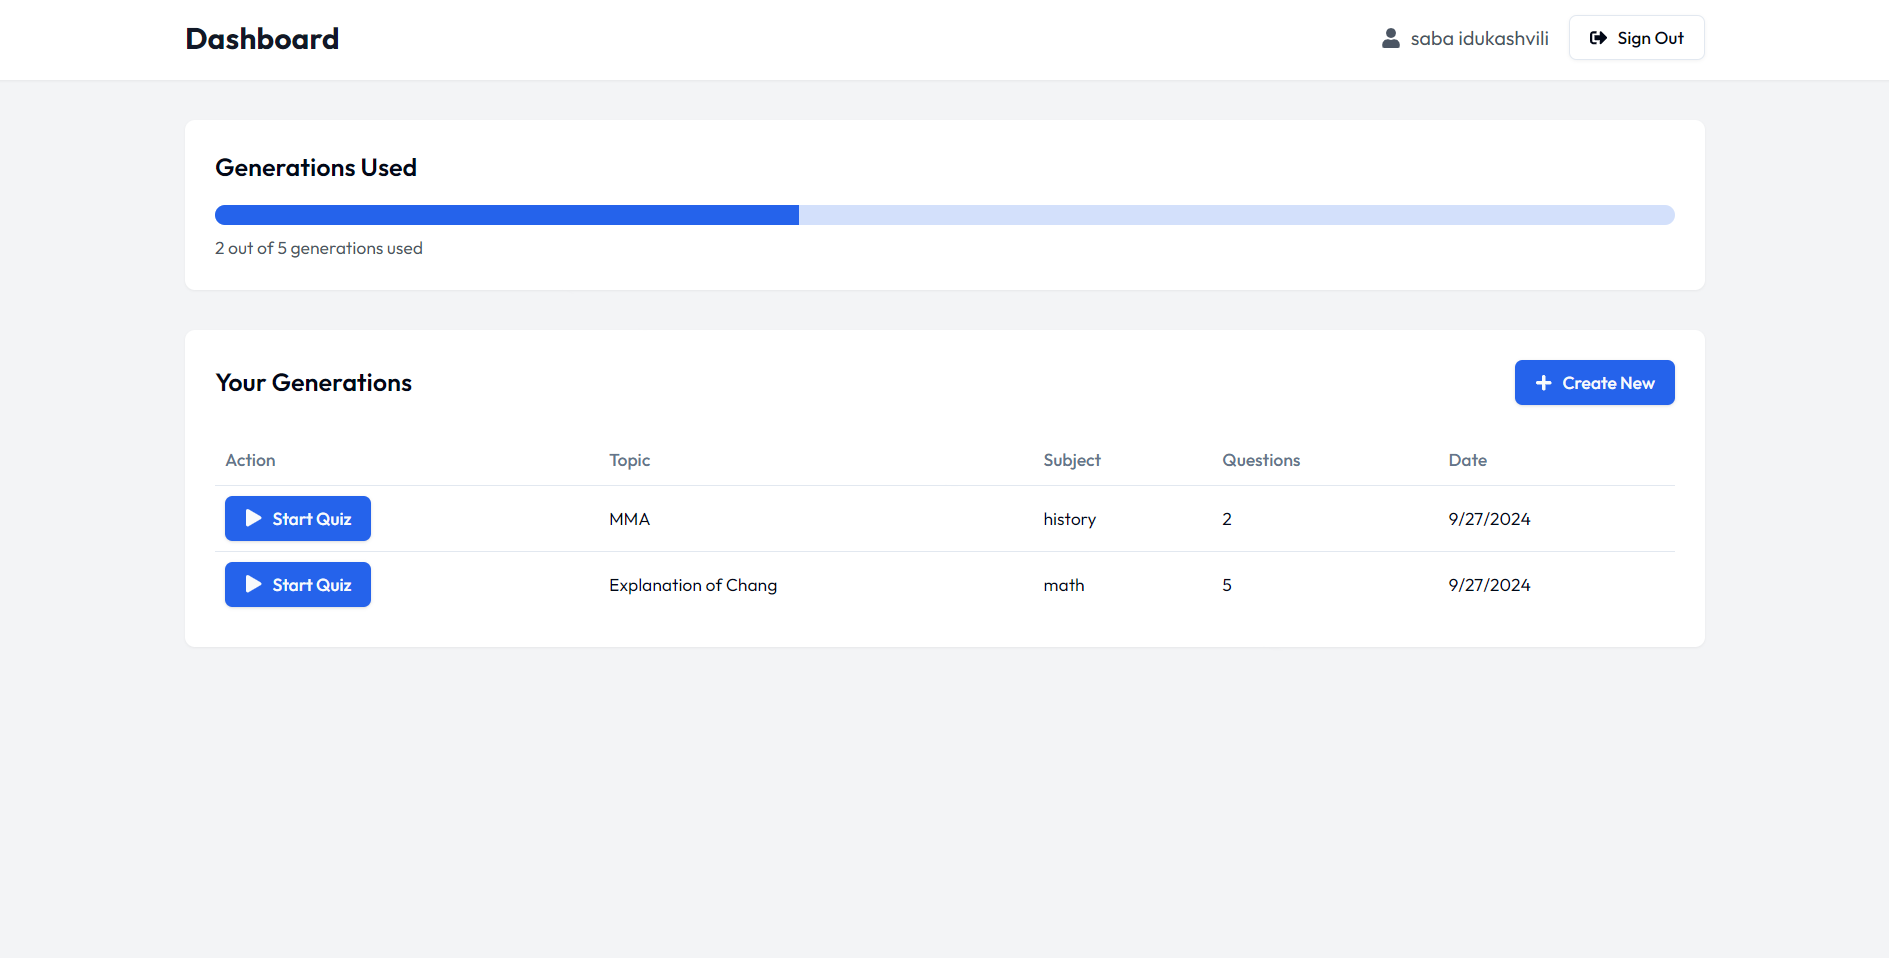 Dashboard
saba idukashvili
Sign Out
Generations Used
2 out of 5 generations used
Your Generations
Create New
Action Topic Subject Questions Date
Start Quiz MMA history 2 9/27/2024
Start Quiz Explanation of Chang math 5 9/27/2024